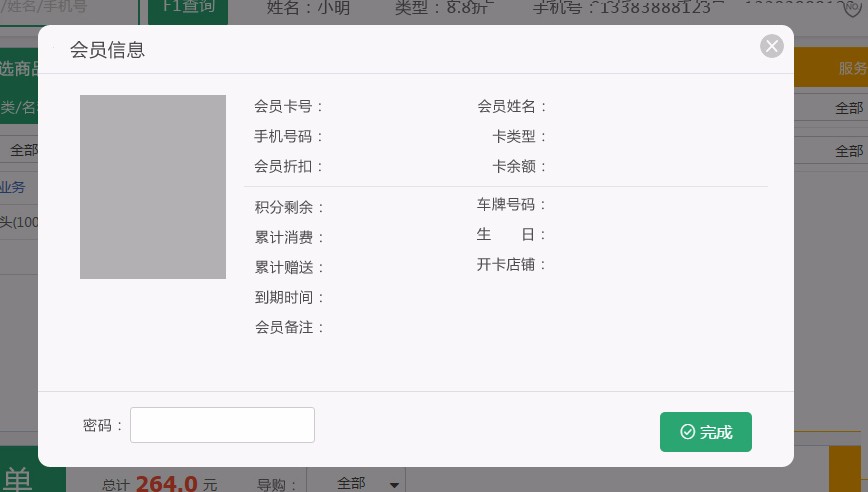 /姓名/手机号 F1查询 姓名：小明 类型：8.8折 手机号：13383888123
会员信息
选商品 服务
类/名 全部
全部 全部
业务
头(100
会员卡号： 会员姓名：
手机号码： 卡类型：
会员折扣： 卡余额：
积分剩余： 车牌号码：
累计消费： 生 日：
累计赠送： 开卡店铺：
到期时间：
会员备注：
密码： 完成
单 总计 264.0 元 导购： 全部